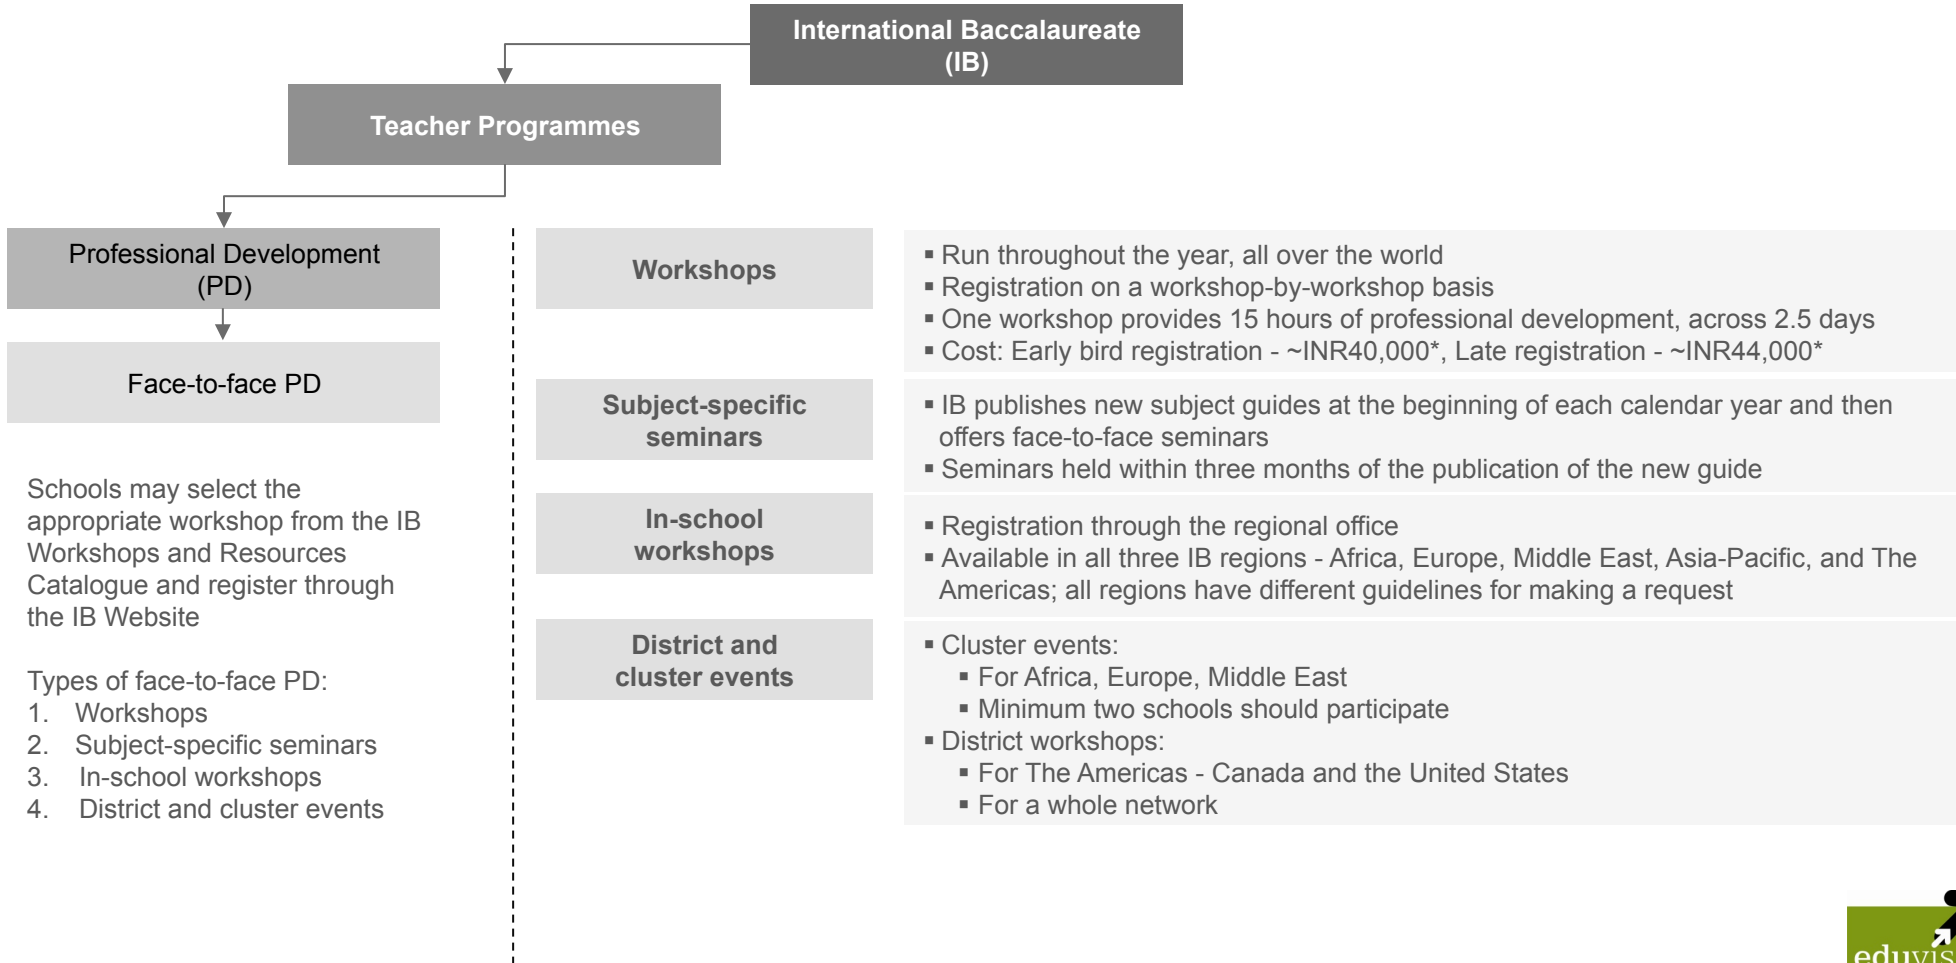 International Baccalaureate
(IB)
Teacher Programmes
Professional Development
(PD)
Face-to-face PD
Schools may select the
appropriate workshop from the IB
Workshops and Resources
Catalogue and register through
the IB Website
Types of face-to-face PD:
1. Workshops
2. Subject-specific seminars
3. In-school workshops
4. District and cluster events
Workshops
▪ Run throughout the year, all over the world
▪ Registration on a workshop-by-workshop basis
▪ One workshop provides 15 hours of professional development, across 2.5 days
▪ Cost: Early bird registration - ~INR40,000*, Late registration - ~INR44,000*
Subject-specific
seminars
▪ IB publishes new subject guides at the beginning of each calendar year and then
offers face-to-face seminars
▪ Seminars held within three months of the publication of the new guide
In-school
workshops
▪ Registration through the regional office
▪ Available in all three IB regions - Africa, Europe, Middle East, Asia-Pacific, and The
Americas; all regions have different guidelines for making a request
District and
cluster events
▪ Cluster events:
▪ For Africa, Europe, Middle East
▪ Minimum two schools should participate
▪ District workshops:
▪ For The Americas - Canada and the United States
▪ For a whole network